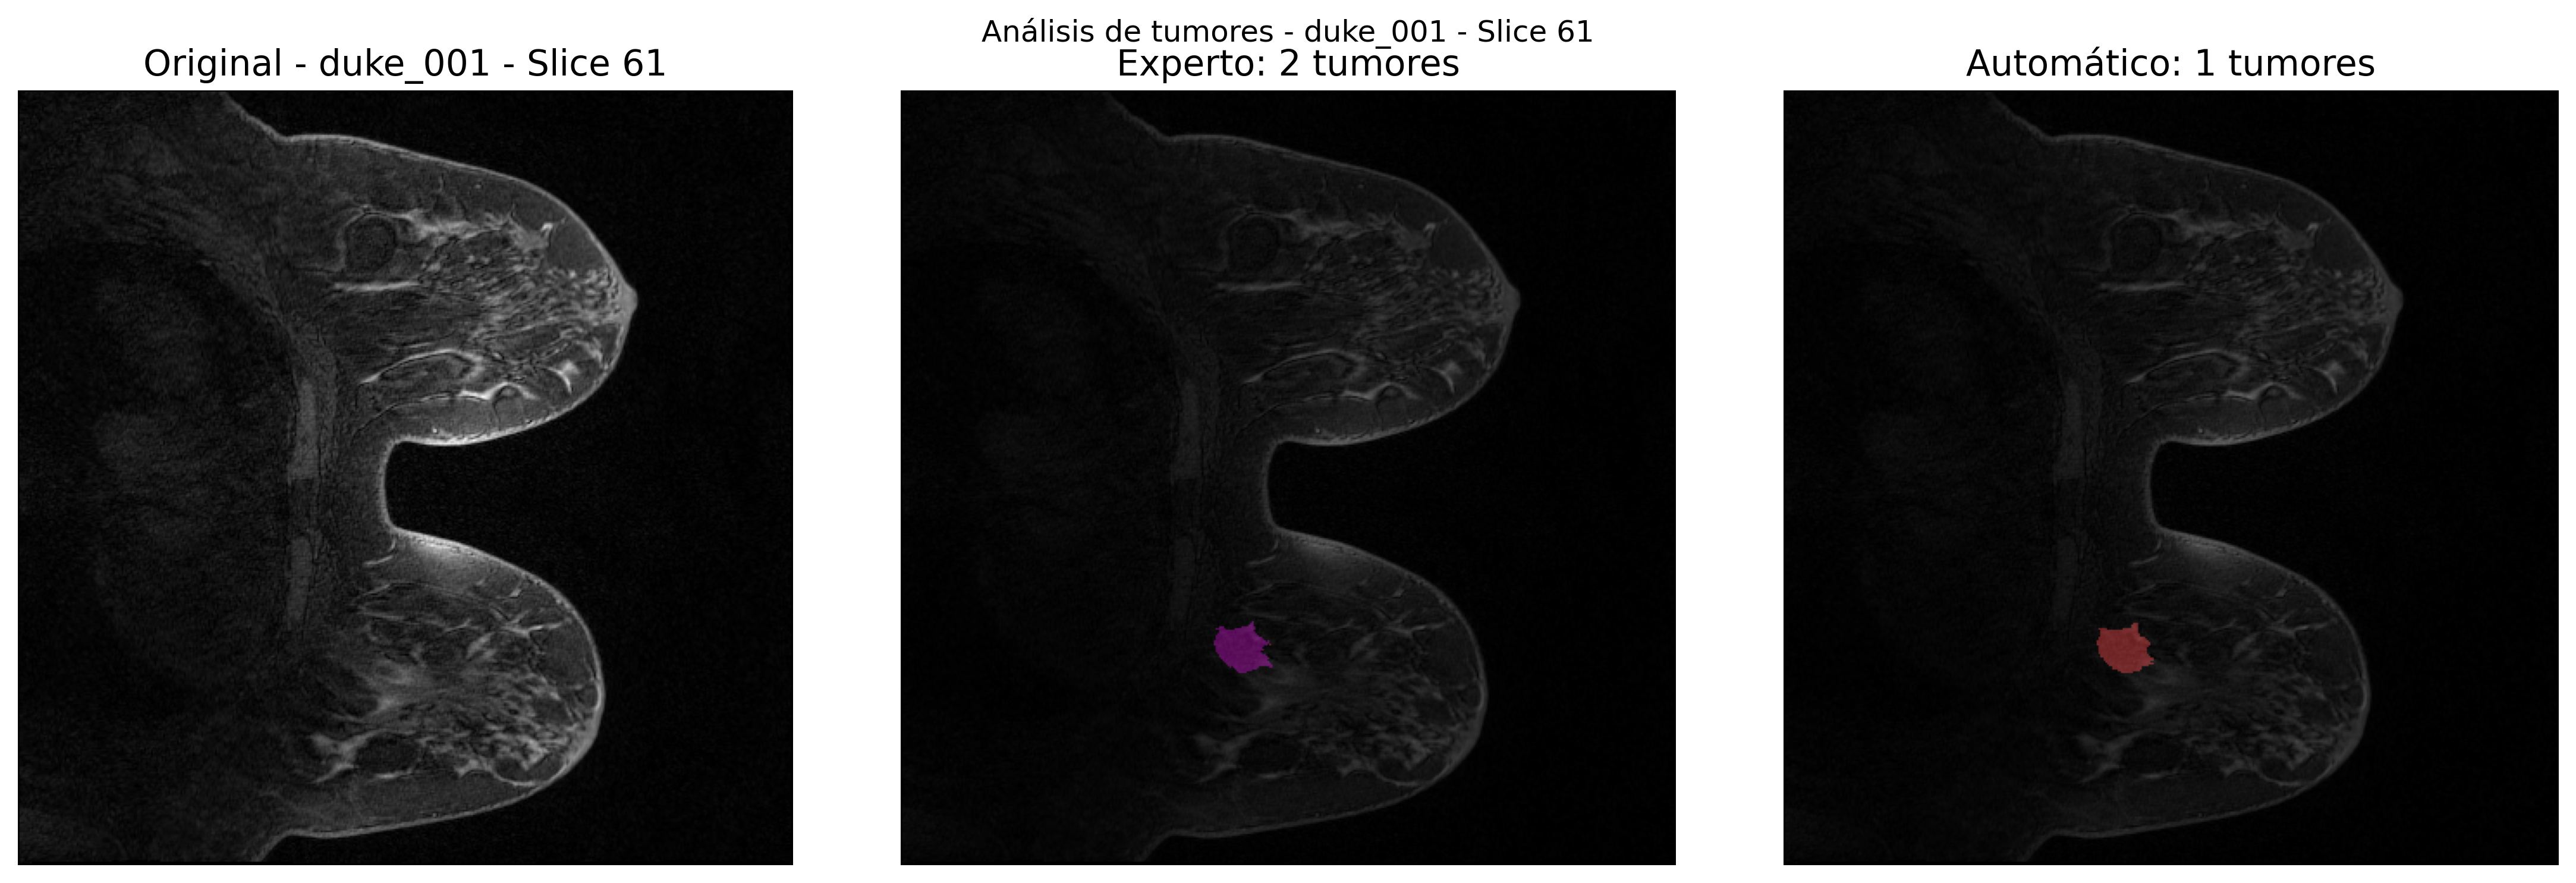 Análisis de tumores - duke_001 - Slice 61
Original - duke_001 - Slice 61
Experto: 2 tumores
Automático: 1 tumores